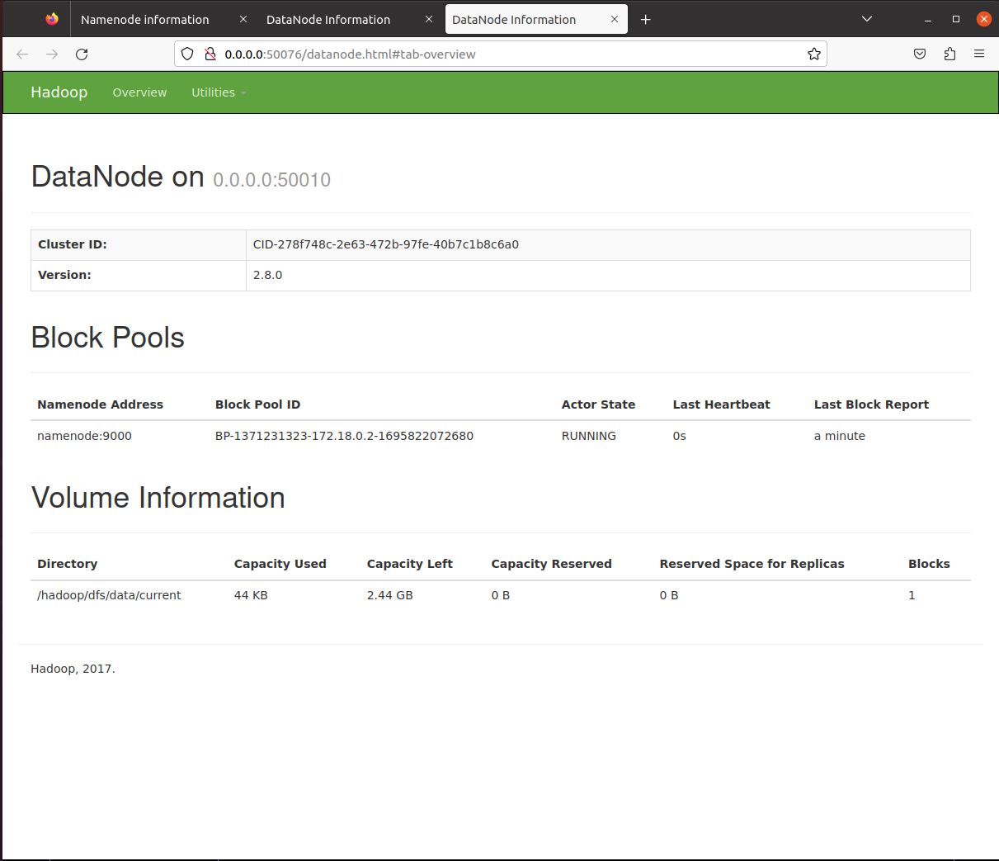 Namenode information DataNode Information DataNode Information
0.0.0.0:50076/datanode.html#tab-overview
Hadoop Overview Utilities
DataNode on 0.0.0.0:50010
Cluster ID: CID-278f748c-2e63-472b-97fe-40b7c1b8c6a0
Version: 2.8.0
Block Pools
Namenode Address Block Pool ID Actor State Last Heartbeat Last Block Report
namenode:9000 BP-1371231323-172.18.0.2-1695822072680 RUNNING 0s a minute
Volume Information
Directory Capacity Used Capacity Left Capacity Reserved Reserved Space for Replicas Blocks
/hadoop/dfs/data/current 44 KB 2.44 GB 0 B 0 B 1
Hadoop, 2017.